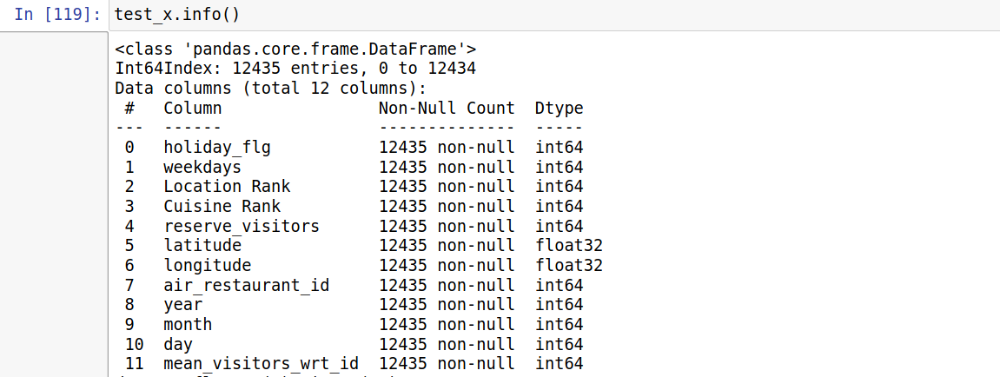 In [119]: test_x.info()
<class 'pandas.core.frame.DataFrame'>
Int64Index: 12435 entries, 0 to 12434
Data columns (total 12 columns):
 #   Column                Non-Null Count  Dtype
---  ------                --------------  -----
 0   holiday_flg           12435 non-null  int64
 1   weekdays              12435 non-null  int64
 2   Location Rank         12435 non-null  int64
 3   Cuisine Rank          12435 non-null  int64
 4   reserve_visitors      12435 non-null  int64
 5   latitude              12435 non-null  float32
 6   longitude             12435 non-null  float32
 7   air_restaurant_id     12435 non-null  int64
 8   year                  12435 non-null  int64
 9   month                 12435 non-null  int64
 10  day                   12435 non-null  int64
 11  mean_visitors_wrt_id  12435 non-null  int64